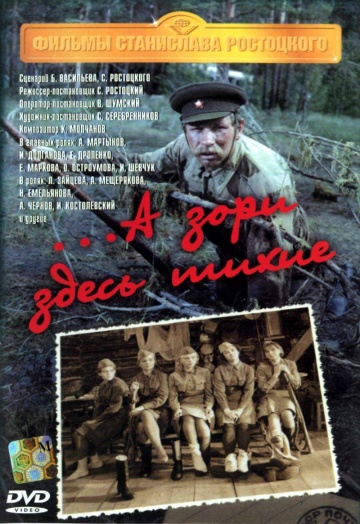 ФИЛЬМЫ СТАНИСЛАВА РОСТОЦКОГО
Сценарий Б. ВАСИЛЬЕВА, С. РОСТОЦКОГО
Режиссер-постановщик С. РОСТОЦКИЙ
Оператор-постановщик В. ШУМСКИЙ
Художник-постановщик С. СЕРЕБРЕННИКОВ
Композитор К. МОЛЧАНОВ
В главных ролях: А. МАРТЫНОВ,
И. ДОЛГАНОВА, Е. ДРАПЕКО,
Е. МАРКОВА, О. ОСТРОУМОВА, И. ШЕВЧУК
В ролях: Л. ЗАЙЦЕВА, А. МЕЩЕРЯКОВА,
Н. ЕМЕЛЬЯНОВА,
А. ЧЕРНОВ, И. КОСТОЛЕВСКИЙ
и другие
...А зори
здесь тихие
DVD
VIDEO